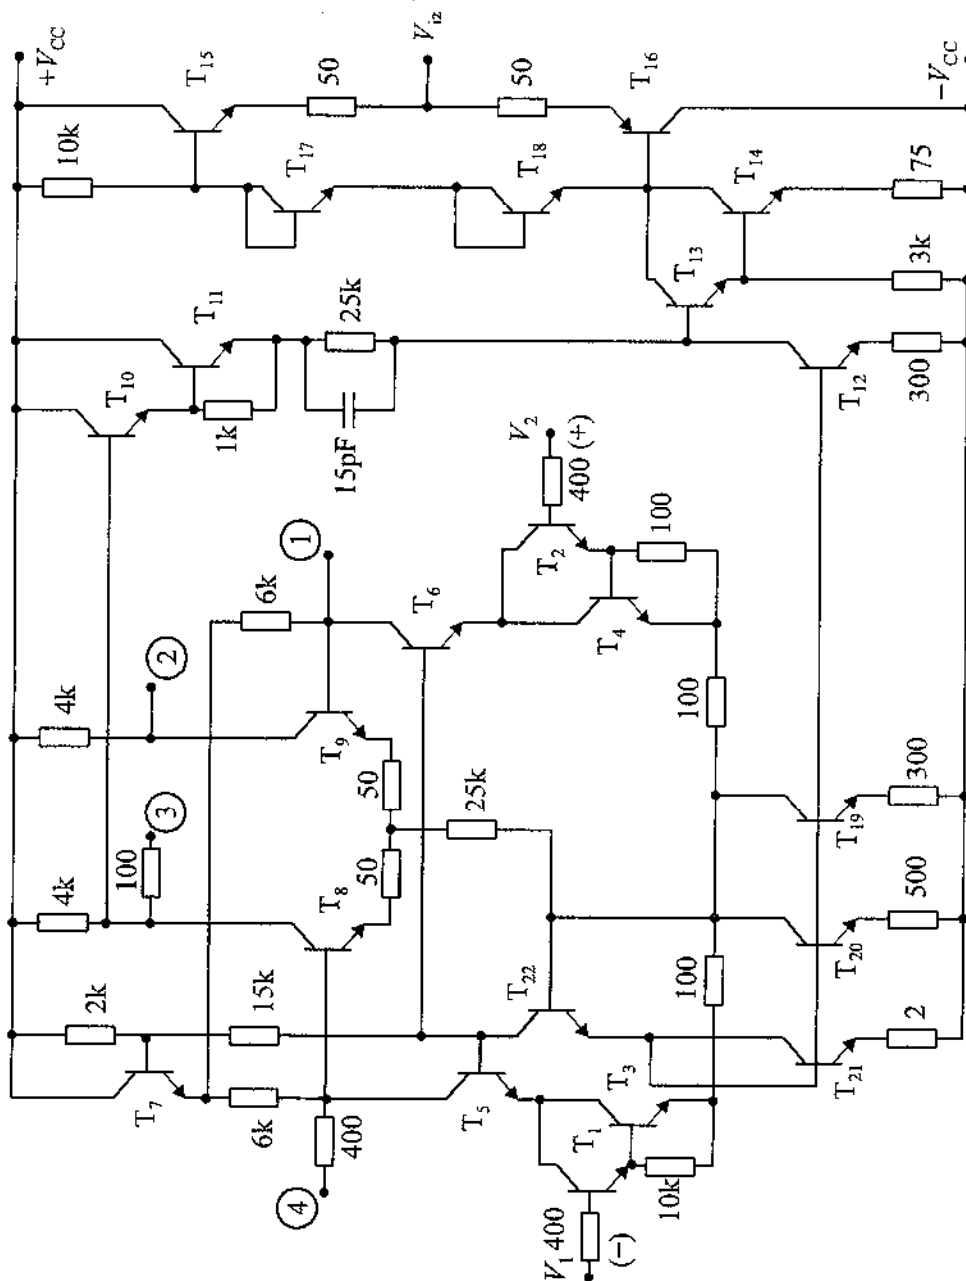 +V_CC
10k
T_15
50
V_iz
50
T_16
−V_CC
T_17
T_18
T_14
75
T_13
3k
T_11
25k
T_10
1k
15pF
T_12
300
V_2
400 (+)
T_2
100
T_4
1
6k
T_6
2
4k
T_9
50
100
25k
3
100
4k
T_8
50
T_19
300
T_20
500
2k
15k
T_22
100
T_21
2
T_7
6k
T_5
T_3
400
4
T_1
10k
V_1 400
(−)